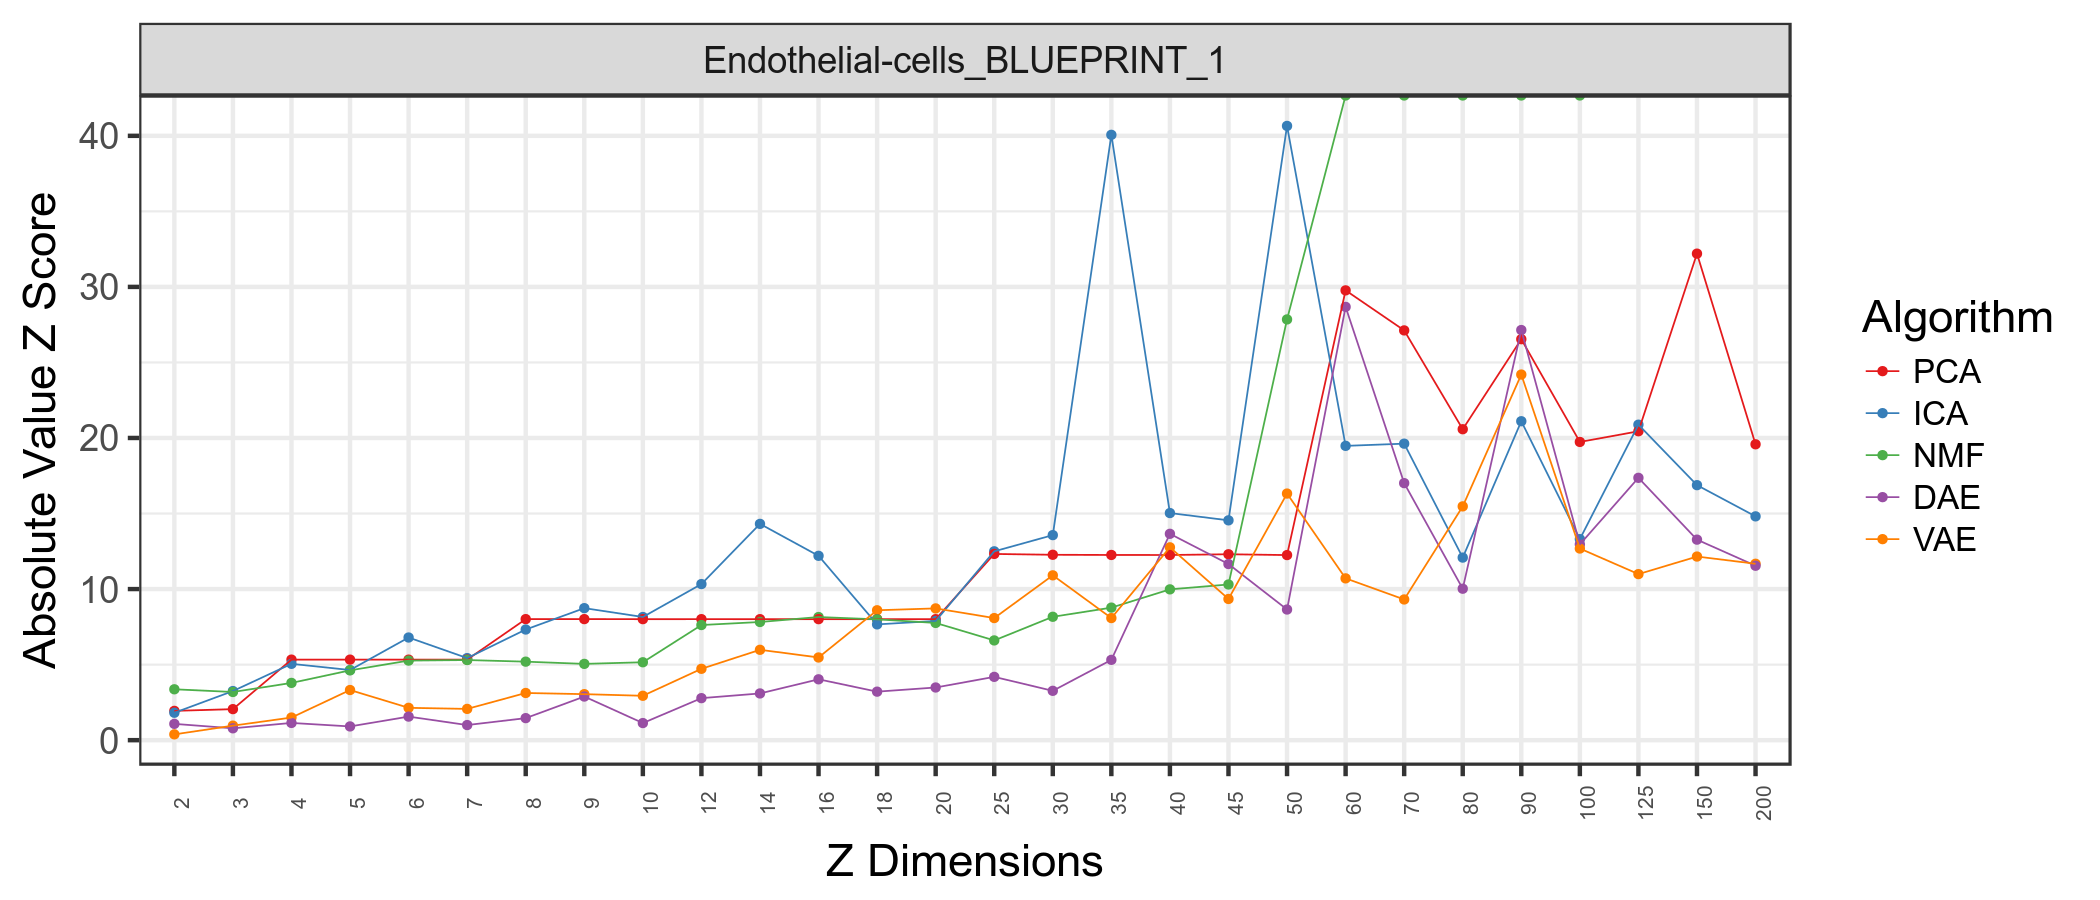 Endothelial-cells_BLUEPRINT_1
Absolute Value Z Score
40
30
20
10
0
2 3 4 5 6 7 8 9 10 12 14 16 18 20 25 30 35 40 45 50 60 70 80 90 100 125 150 200
Z Dimensions
Algorithm
PCA
ICA
NMF
DAE
VAE